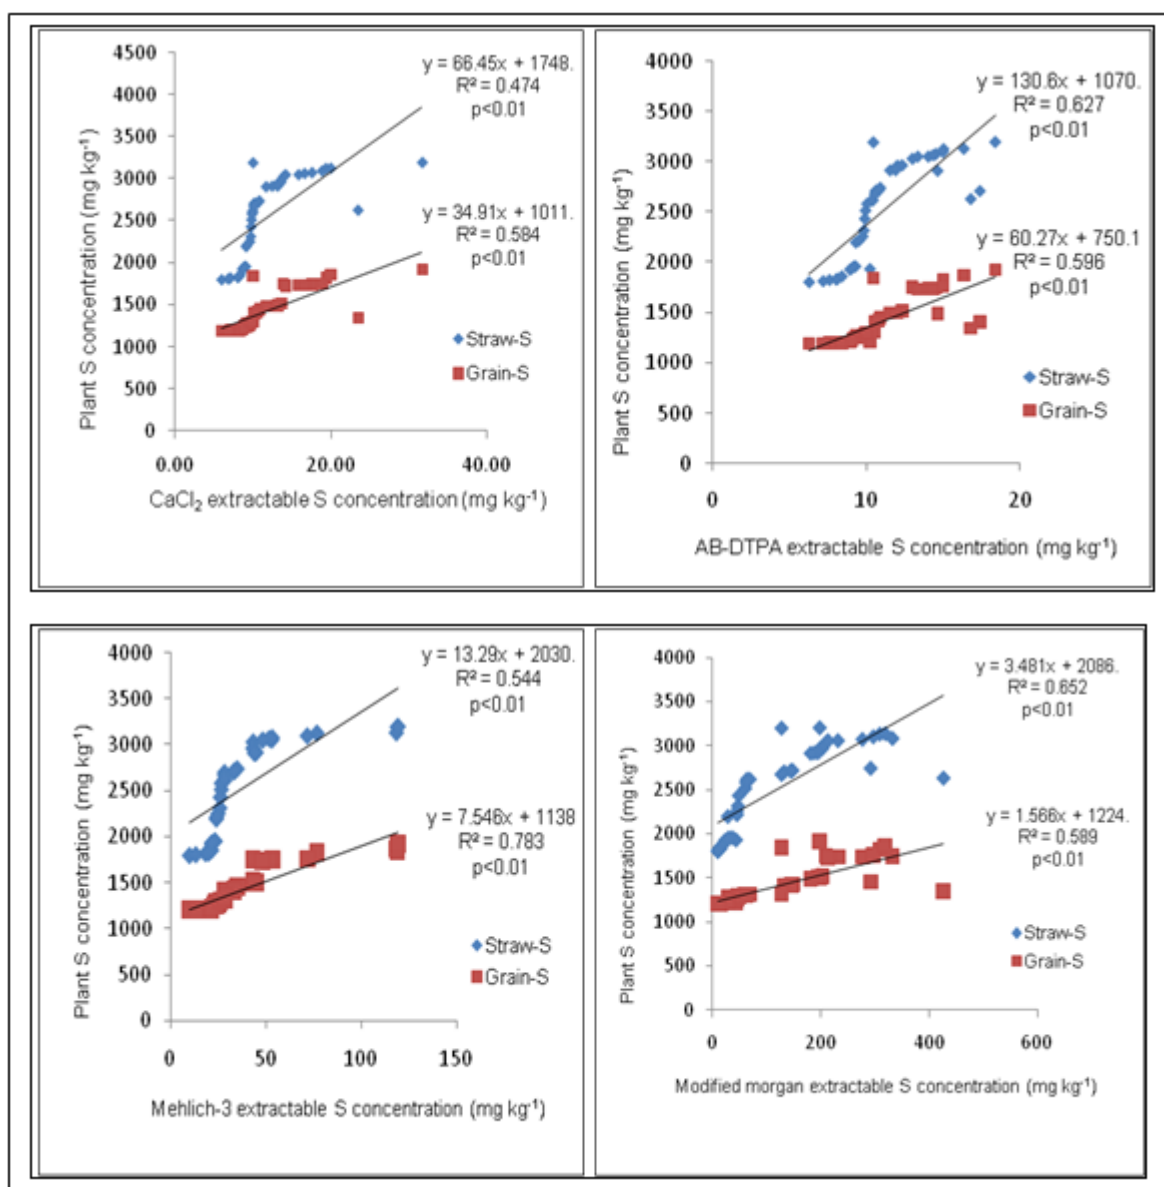 4500
4000
3500
3000
2500
2000
1500
1000
500
0
Plant S concentration (mg kg⁻¹)
y = 66.45x + 1748.
R² = 0.474
p<0.01
y = 34.91x + 1011.
R² = 0.584
p<0.01
Straw-S
Grain-S
0.00 20.00 40.00
CaCl₂ extractable S concentration (mg kg⁻¹)
4000
3500
3000
2500
2000
1500
1000
500
0
Plant S concentration (mg kg⁻¹)
y = 130.6x + 1070.
R² = 0.627
p<0.01
y = 60.27x + 750.1
R² = 0.596
p<0.01
Straw-S
Grain-S
0 10 20
AB-DTPA extractable S concentration (mg kg⁻¹)
4000
3500
3000
2500
2000
1500
1000
500
0
Plant S concentration (mg kg⁻¹)
y = 13.29x + 2030.
R² = 0.544
p<0.01
y = 7.546x + 1138
R² = 0.783
p<0.01
Straw-S
Grain-S
0 50 100 150
Mehlich-3 extractable S concentration (mg kg⁻¹)
4000
3500
3000
2500
2000
1500
1000
500
0
Plant S concentration (mg kg⁻¹)
y = 3.481x + 2086.
R² = 0.652
p<0.01
y = 1.566x + 1224.
R² = 0.589
p<0.01
Straw-S
Grain-S
0 200 400 600
Modified morgan extractable S concentration (mg kg⁻¹)